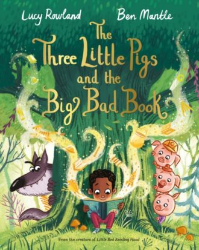 Lucy Rowland Ben Mantle
The
Three Little Pigs
and the
Big Bad Book
From the creators of Little Red Reading Hood